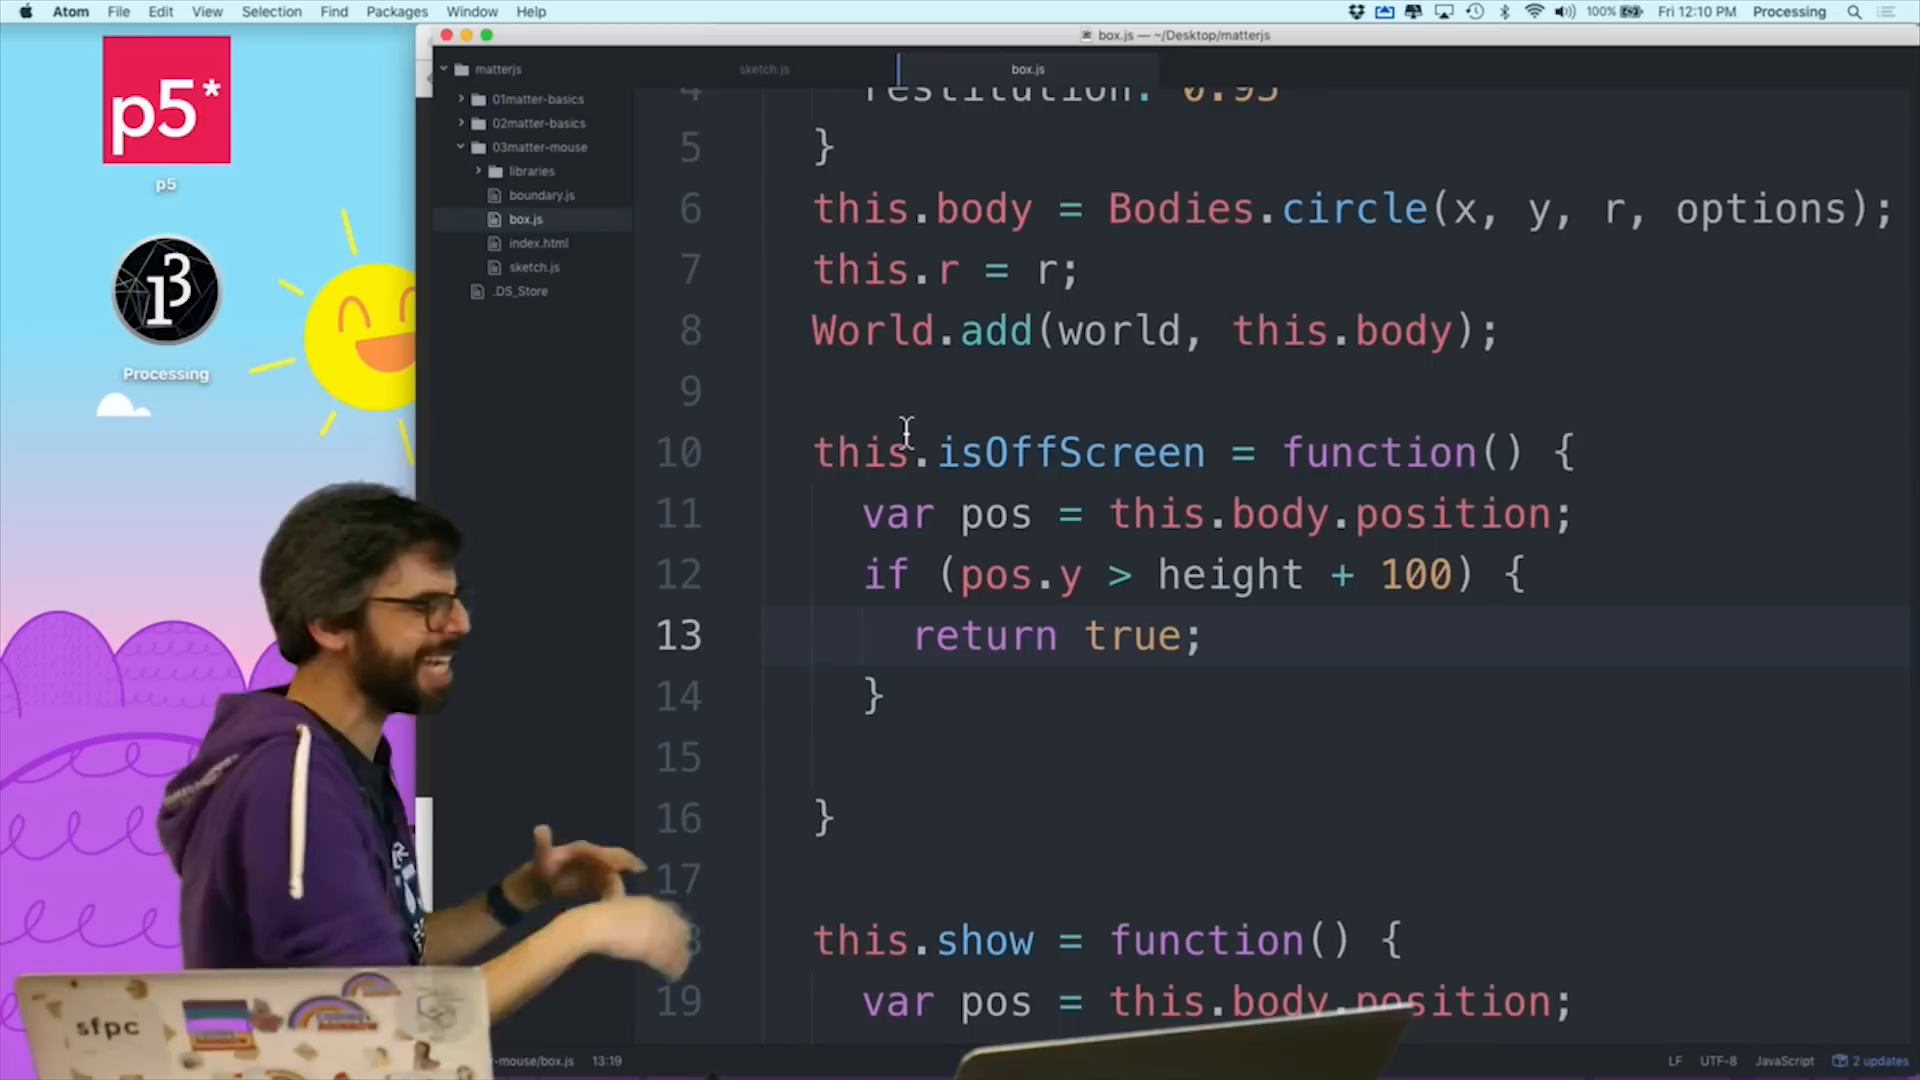 Atom File Edit View Selection Find Packages Window Help 100% Fri 12:10 PM Processing
box.js — ~/Desktop/matterjs
matterjs
sketch.js
box.js
01matter-basics
02matter-basics
03matter-mouse
libraries
boundary.js
box.js
index.html
sketch.js
.DS_Store
p5*
p5
Processing
4 restitution: 0.95
5 }
6 this.body = Bodies.circle(x, y, r, options);
7 this.r = r;
8 World.add(world, this.body);
9
10 this.isOffScreen = function() {
11 var pos = this.body.position;
12 if (pos.y > height + 100) {
13 return true;
14 }
15
16 }
17
8 this.show = function() {
19 var pos = this.body.position;
sfpc
-mouse/box.js 13:19 LF UTF-8 JavaScript 2 updates